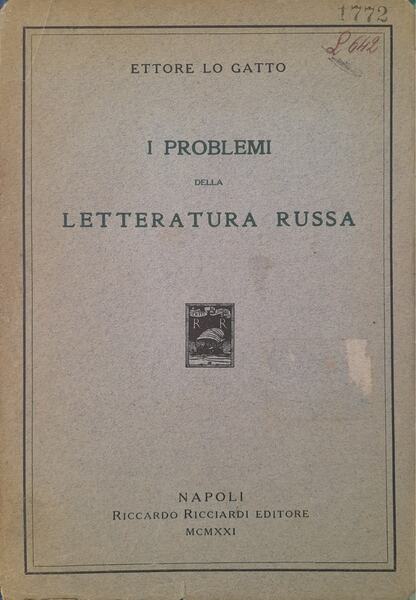 1772
L 642
ETTORE LO GATTO
I PROBLEMI
DELLA
LETTERATURA RUSSA
R R
NAPOLI
RICCARDO RICCIARDI EDITORE
MCMXXI